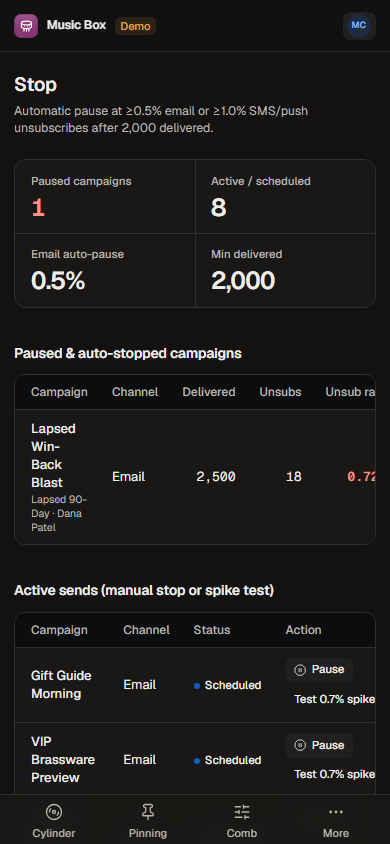 Music Box Demo MC
Stop
Automatic pause at ≥0.5% email or ≥1.0% SMS/push
unsubscribes after 2,000 delivered.
Paused campaigns
1
Active / scheduled
8
Email auto-pause
0.5%
Min delivered
2,000
Paused & auto-stopped campaigns
Campaign Channel Delivered Unsubs Unsub ra
Lapsed
Win-
Back
Blast
Lapsed 90-
Day · Dana
Patel
Email 2,500 18 0.72
Active sends (manual stop or spike test)
Campaign Channel Status Action
Gift Guide
Morning
Email Scheduled Pause
Test 0.7% spike
VIP
Brassware
Preview
Email Scheduled Pause
Test 0.7% spike
Cylinder Pinning Comb More